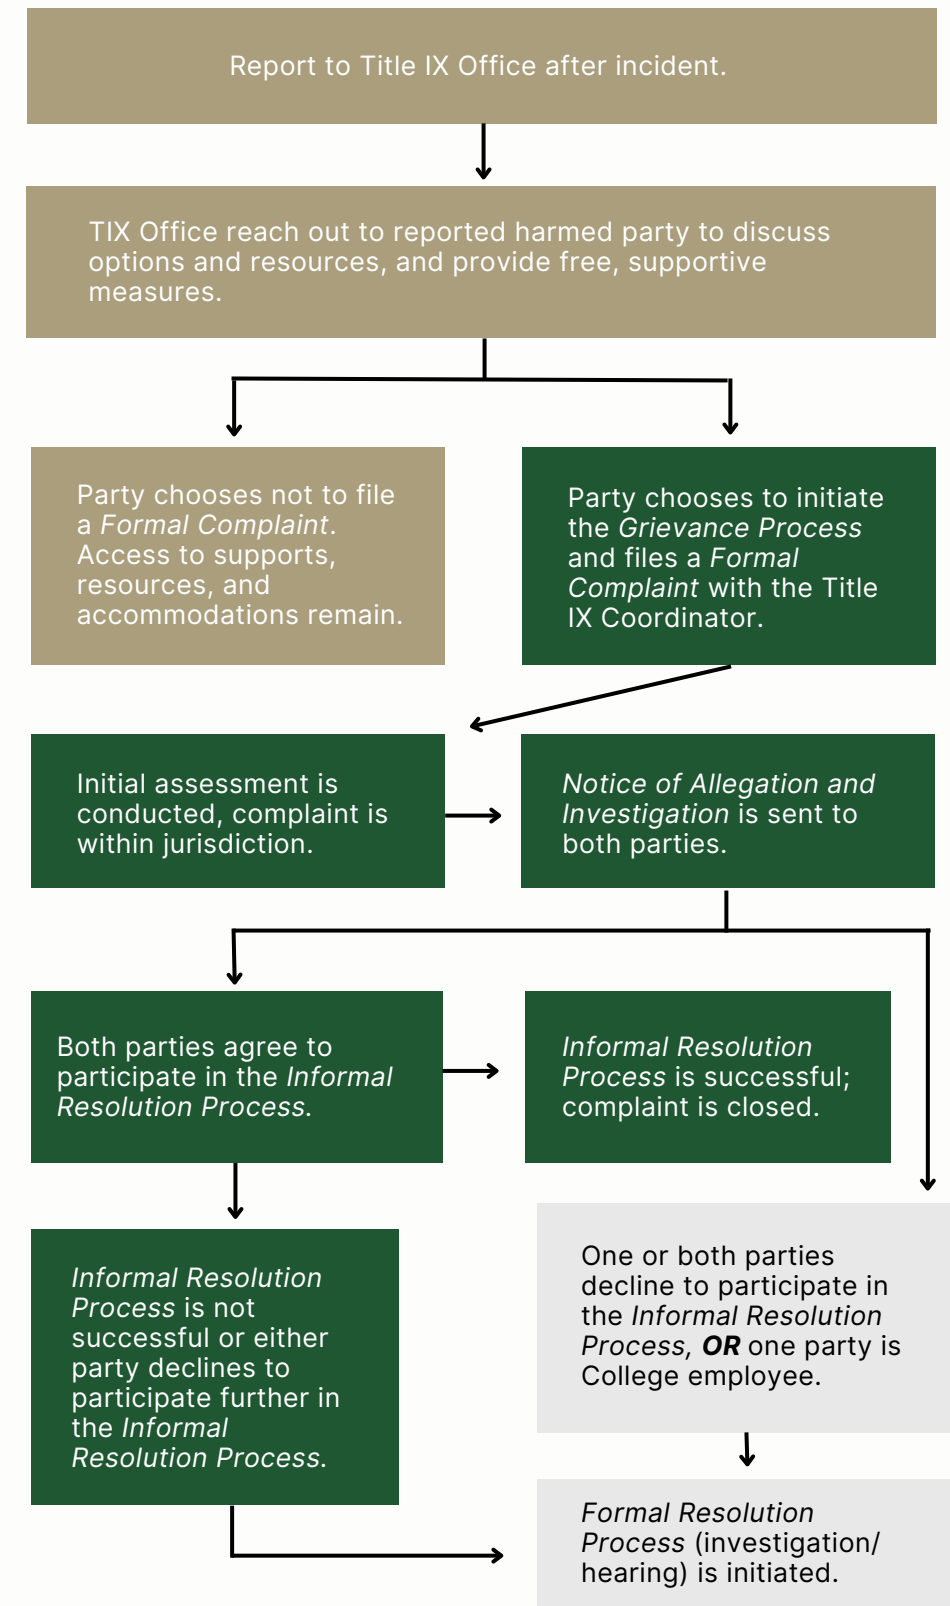 Report to Title IX Office after incident.
TIX Office reach out to reported harmed party to discuss
options and resources, and provide free, supportive
measures.
Party chooses not to file
a Formal Complaint.
Access to supports,
resources, and
accommodations remain.
Party chooses to initiate
the Grievance Process
and files a Formal
Complaint with the Title
IX Coordinator.
Initial assessment is
conducted, complaint is
within jurisdiction.
Notice of Allegation and
Investigation is sent to
both parties.
Both parties agree to
participate in the Informal
Resolution Process.
Informal Resolution
Process is successful;
complaint is closed.
Informal Resolution
Process is not
successful or either
party declines to
participate further in
the Informal
Resolution Process.
One or both parties
decline to participate in
the Informal Resolution
Process, OR one party is
College employee.
Formal Resolution
Process (investigation/
hearing) is initiated.